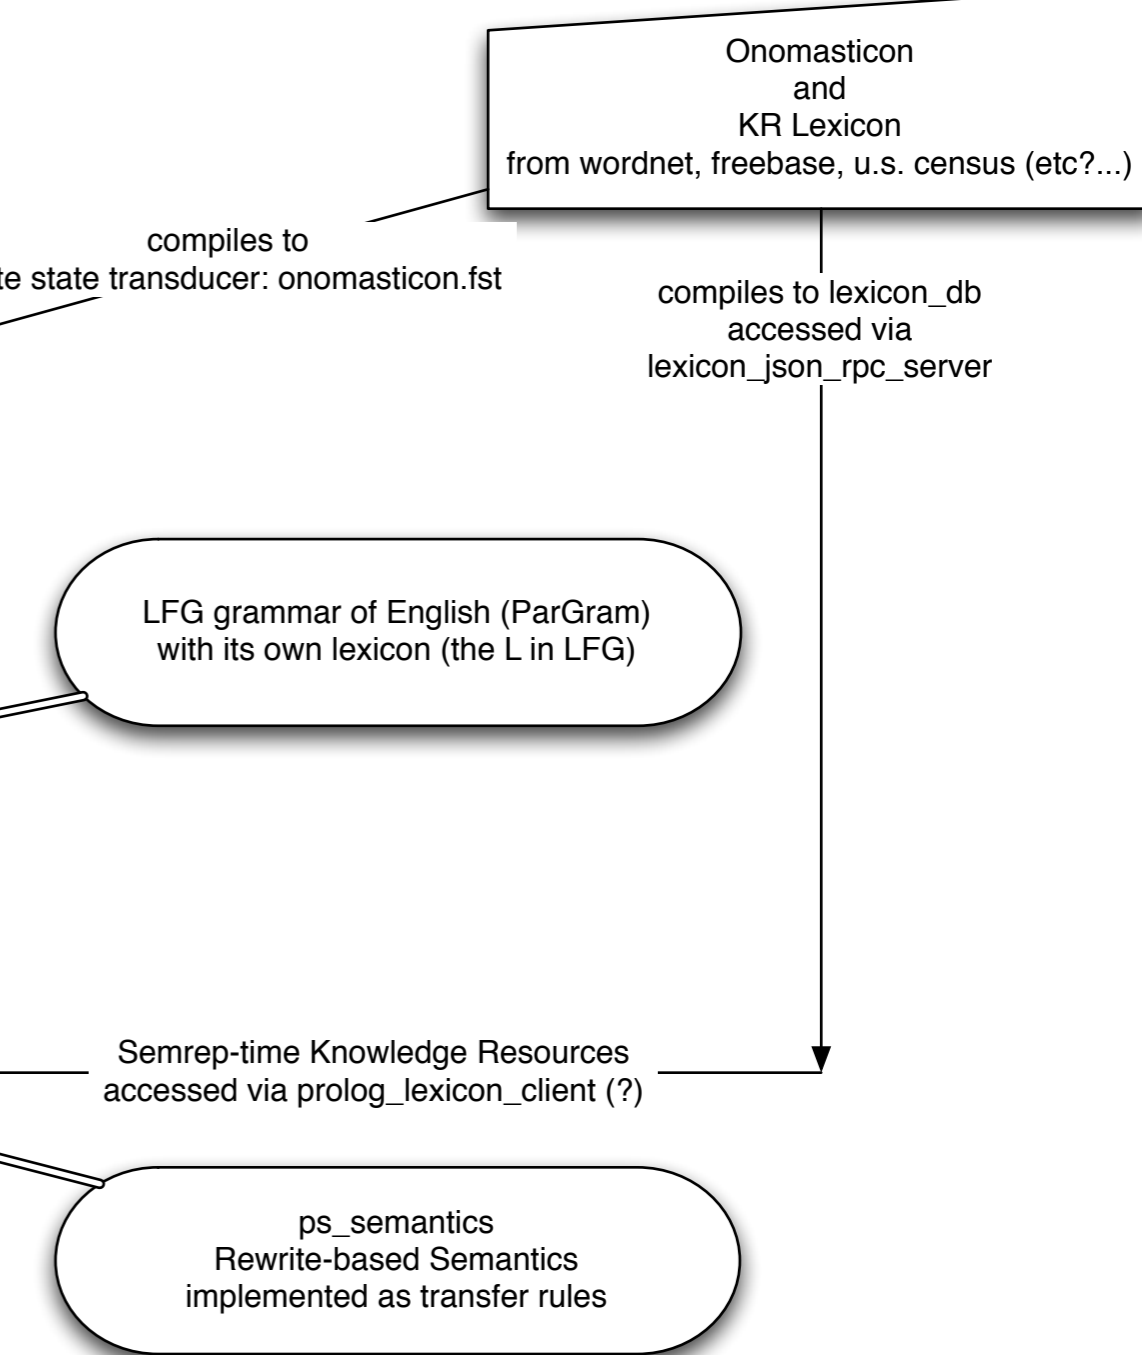 Onomasticon
and
KR Lexicon
from wordnet, freebase, u.s. census (etc?...)
compiles to
te state transducer: onomasticon.fst
compiles to lexicon_db
accessed via
lexicon_json_rpc_server
LFG grammar of English (ParGram)
with its own lexicon (the L in LFG)
Semrep-time Knowledge Resources
accessed via prolog_lexicon_client (?)
ps_semantics
Rewrite-based Semantics
implemented as transfer rules